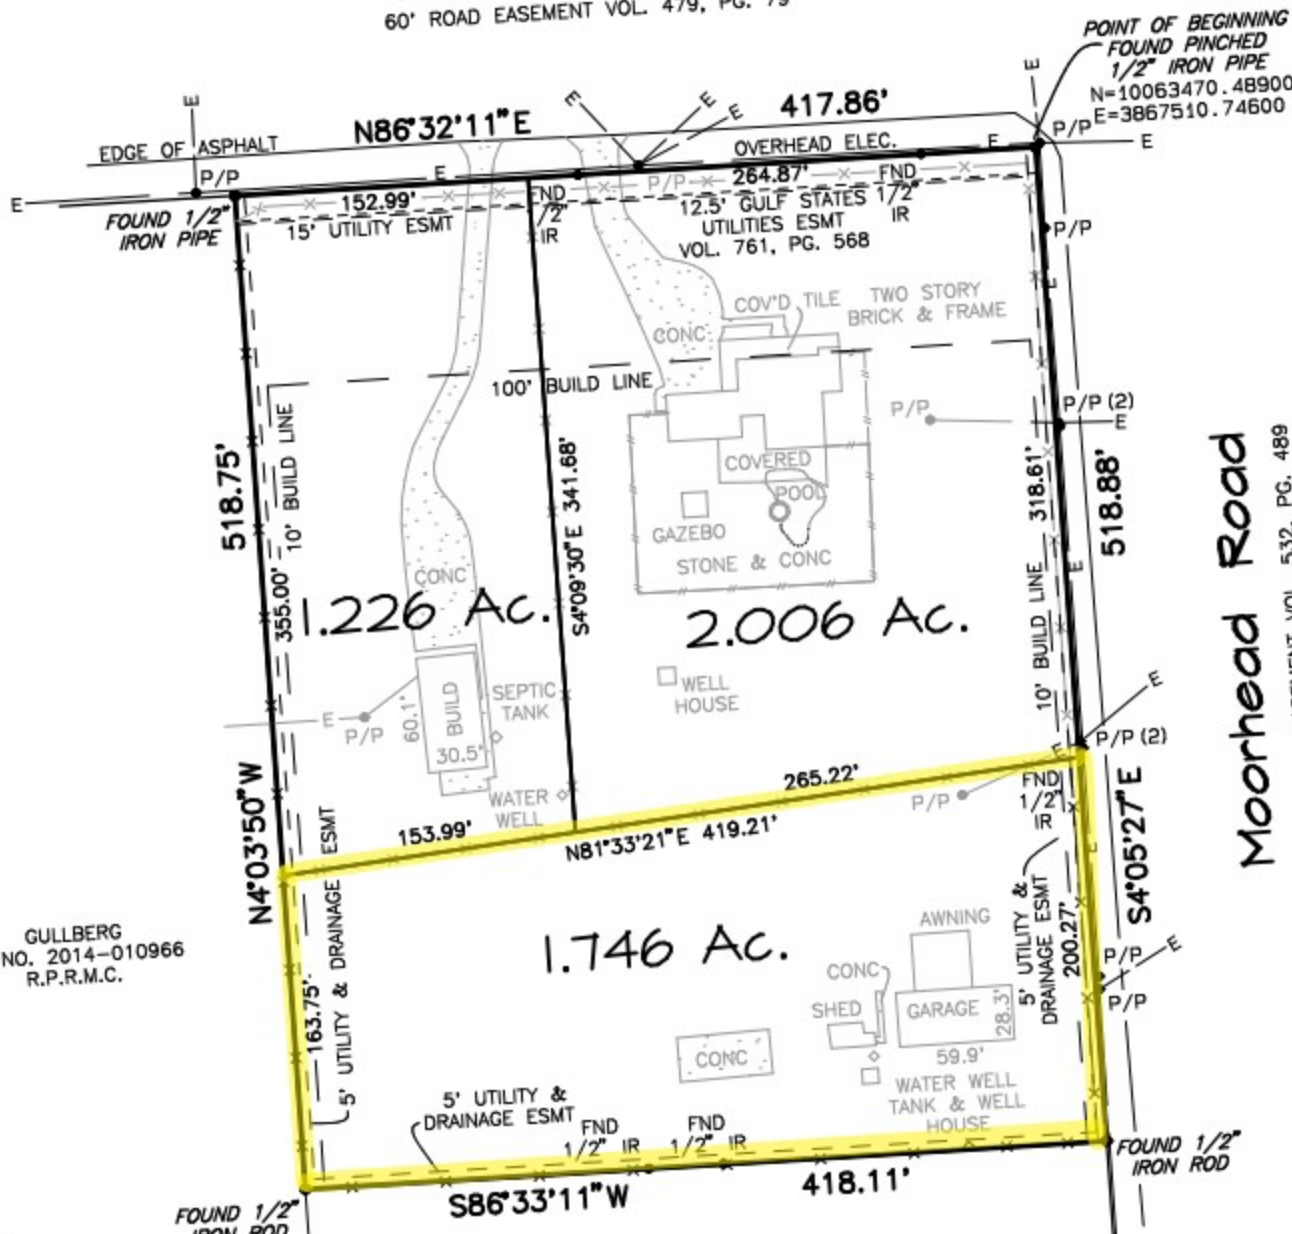 60' ROAD EASEMENT VOL. 479, PG. 79
POINT OF BEGINNING
FOUND PINCHED
1/2" IRON PIPE
N=10063470.48900
E=3867510.74600
E
E
E
E
E
N86°32'11"E
417.86'
EDGE OF ASPHALT
OVERHEAD ELEC.
E
P/P
E
P/P
E
E
P/P
FOUND 1/2"
IRON PIPE
152.99'
15' UTILITY ESMT
FND
1/2"
IR
264.87'
FND
1/2"
IR
12.5' GULF STATES
UTILITIES ESMT
VOL. 761, PG. 568
P/P
E
COV'D TILE
TWO STORY
BRICK & FRAME
CONC
100' BUILD LINE
P/P
P/P (2)
E
10' BUILD LINE
518.75'
355.00'
S4°09'30"E 341.68'
COVERED
POOL
GAZEBO
STONE & CONC
318.61'
10' BUILD LINE
E
518.88'
Moorhead Road
VOL. 532, PG. 489
CONC
1.226 Ac.
2.006 Ac.
WELL
HOUSE
SEPTIC
TANK
BUILD
60.1'
30.5'
E
P/P
E
P/P (2)
E
WATER
WELL
153.99'
265.22'
N81°33'21"E 419.21'
P/P
FND
1/2"
IR
N4°03'50"W
S4°05'27"E
E
GULLBERG
NO. 2014-010966
R.P.R.M.C.
5' UTILITY & DRAINAGE ESMT
163.75'
1.746 Ac.
AWNING
CONC
SHED
GARAGE
28.3'
59.9'
5' UTILITY &
DRAINAGE ESMT
200.27'
P/P
E
P/P
CONC
WATER WELL
TANK & WELL
HOUSE
5' UTILITY &
DRAINAGE ESMT
FND
1/2" IR
FND
1/2" IR
FOUND 1/2"
IRON ROD
S86°33'11"W
418.11'
FOUND 1/2"
IRON ROD